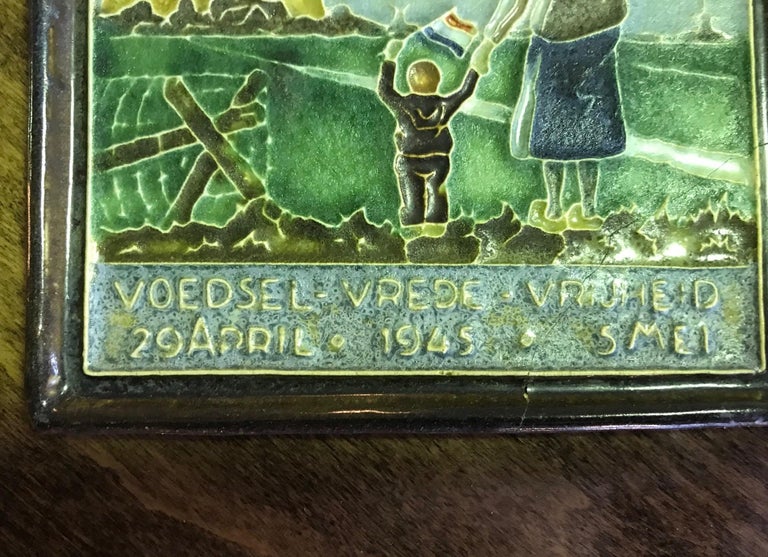 VOEDSEL - VREDE - VRIJHEID
29 APRIL • 1945 • 5 MEI